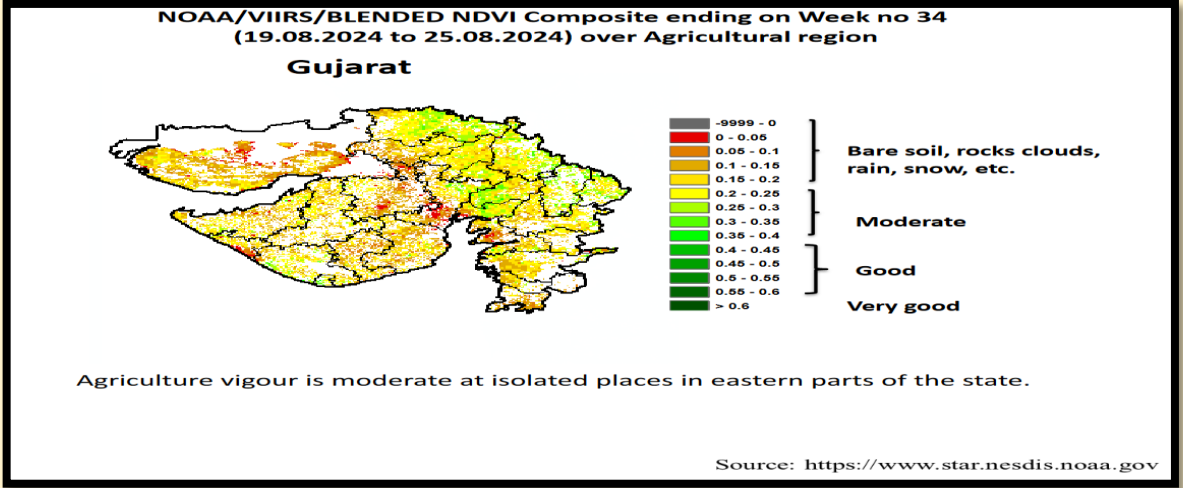 NOAA/VIIRS/BLENDED NDVI Composite ending on Week no 34
(19.08.2024 to 25.08.2024) over Agricultural region
Gujarat
-9999 - 0
0 - 0.05
0.05 - 0.1
0.1 - 0.15
0.15 - 0.2
0.2 - 0.25
0.25 - 0.3
0.3 - 0.35
0.35 - 0.4
0.4 - 0.45
0.45 - 0.5
0.5 - 0.55
0.55 - 0.6
> 0.6
Bare soil, rocks clouds,
rain, snow, etc.
Moderate
Good
Very good
Agriculture vigour is moderate at isolated places in eastern parts of the state.
Source: https://www.star.nesdis.noaa.gov